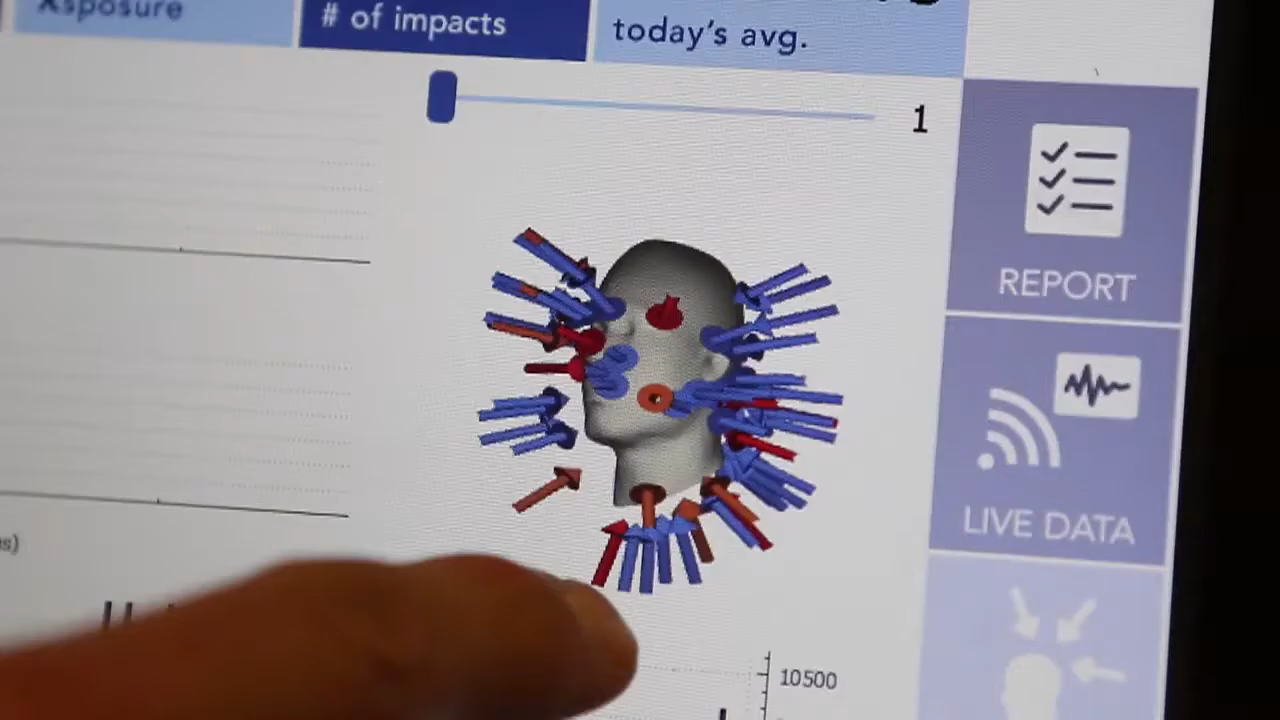 # of impacts
today's avg.
1
REPORT
LIVE DATA
10500